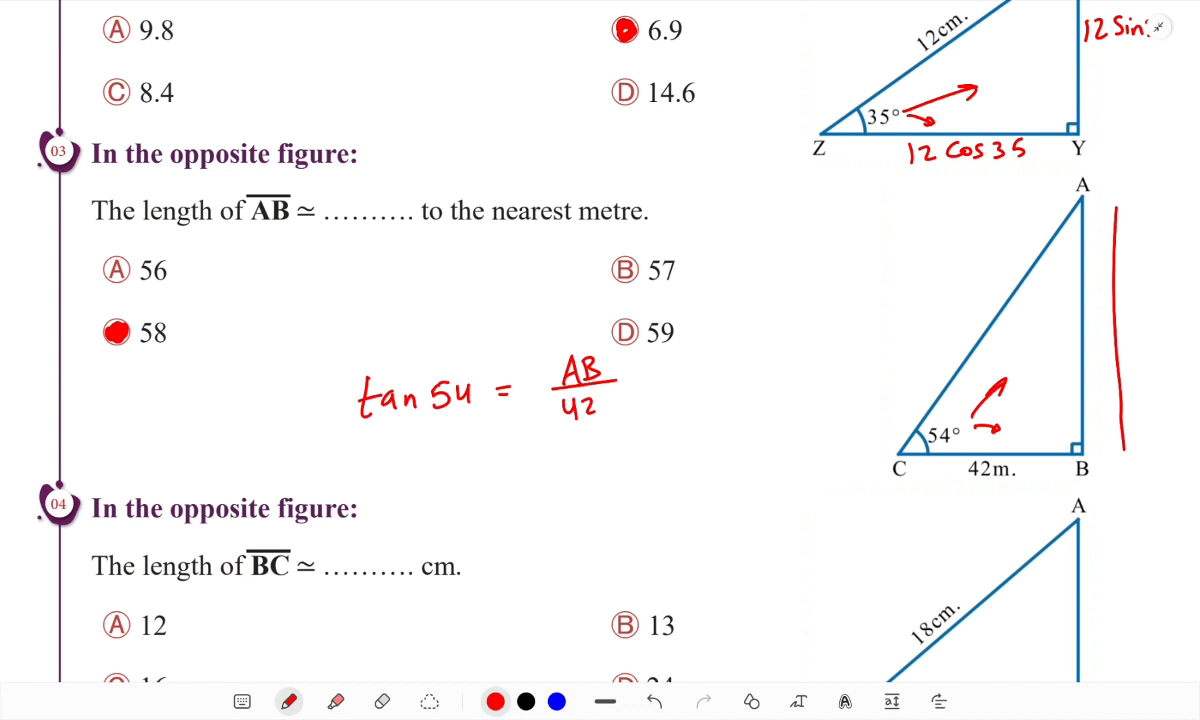 A 9.8
6.9
C 8.4
D 14.6
12cm.
12 Sin
35°
Z
12 Cos 35
Y
03 In the opposite figure:
The length of AB ≃ .......... to the nearest metre.
A 56
B 57
58
D 59
tan 54 = AB / 42
A
54°
C
42m.
B
04 In the opposite figure:
The length of BC ≃ .......... cm.
A 12
B 13
A
18cm.